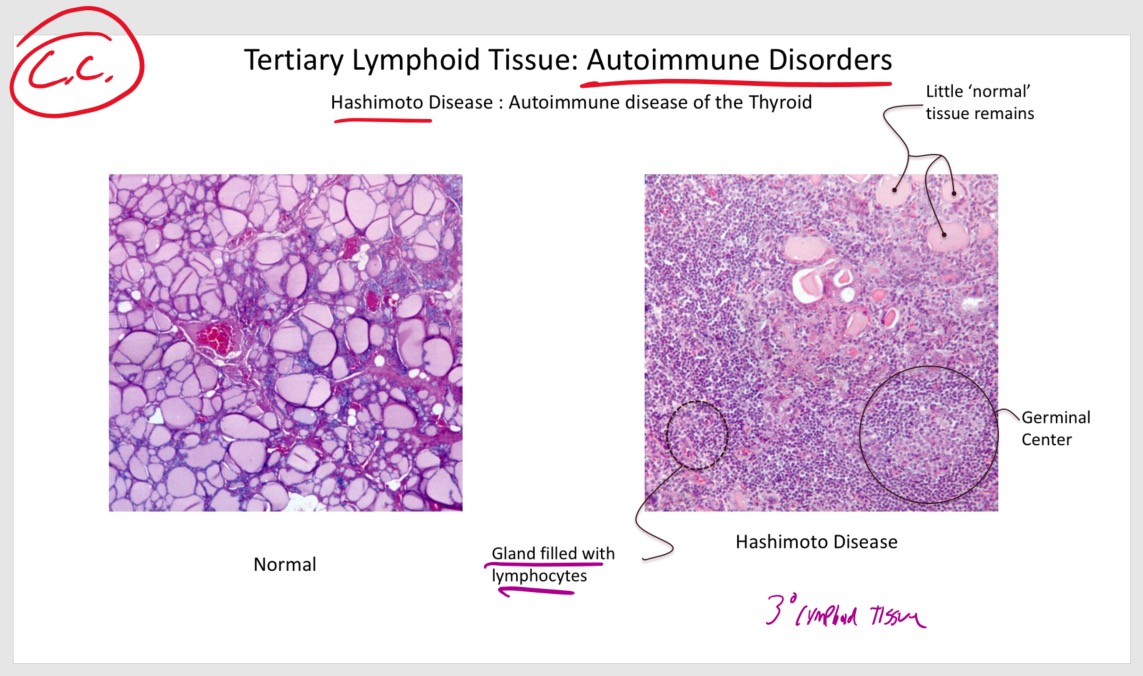 C.C.
Tertiary Lymphoid Tissue: Autoimmune Disorders
Hashimoto Disease : Autoimmune disease of the Thyroid
Little ‘normal’
tissue remains
Germinal
Center
Hashimoto Disease
Normal
Gland filled with
lymphocytes
3° lymphoid tissue